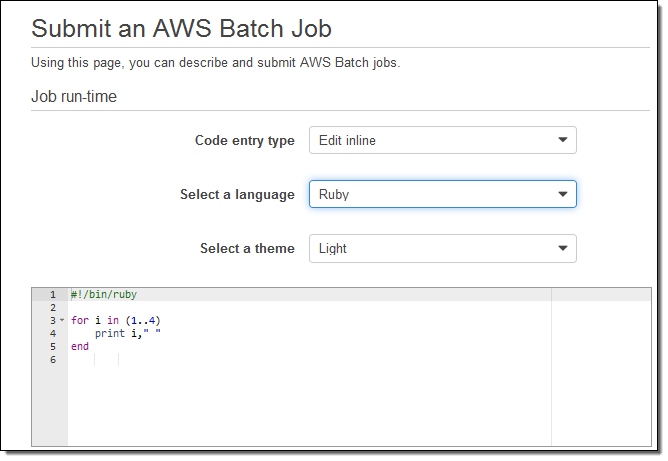 Submit an AWS Batch Job
Using this page, you can describe and submit AWS Batch jobs.
Job run-time
Code entry type Edit inline
Select a language Ruby
Select a theme Light
1 #!/bin/ruby
2
3 for i in (1..4)
4     print i," "
5 end
6